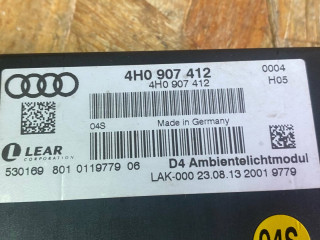 4H0 907 412
4H0 907 412
0004
H05
04S
Made in Germany
LEAR
CORPORATION
530169 801 0119779 06
D4 Ambientelichtmodul
LAK-000 23.08.13 2001 9779
04S